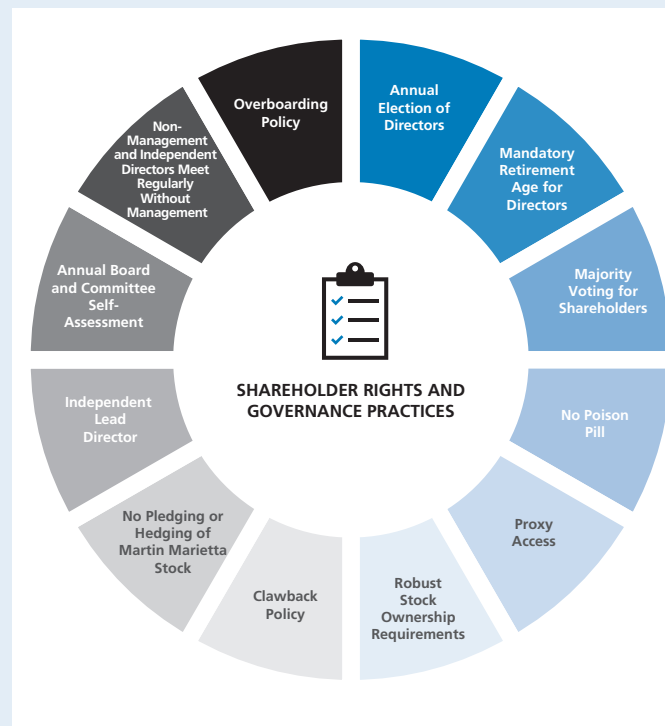 Annual
Election of
Directors
Mandatory
Retirement
Age for
Directors
Majority
Voting for
Shareholders
No Poison
Pill
Proxy
Access
Robust
Stock
Ownership
Requirements
Clawback
Policy
No Pledging or
Hedging of
Martin Marietta
Stock
Independent
Lead
Director
Annual Board
and Committee
Self-
Assessment
Non-
Management
and Independent
Directors Meet
Regularly
Without
Management
Overboarding
Policy
SHAREHOLDER RIGHTS AND
GOVERNANCE PRACTICES